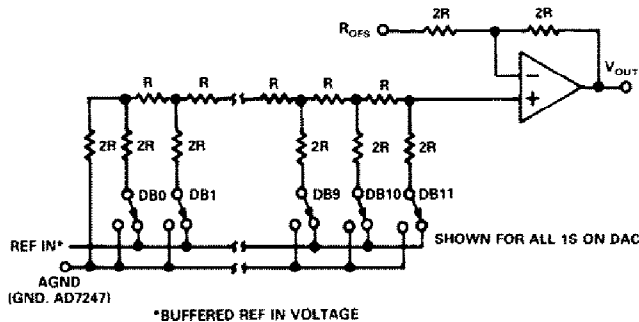 2R 2R
R_OFS
V_OUT
R R R R R
− +
2R 2R 2R 2R 2R 2R
DB0 DB1 DB9 DB10 DB11
REF IN*
SHOWN FOR ALL 1S ON DAC
AGND
(GND, AD7247)
*BUFFERED REF IN VOLTAGE